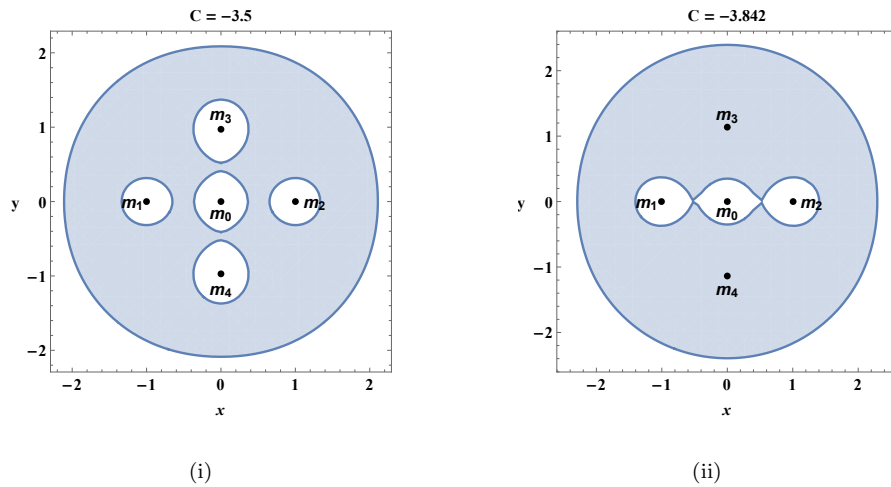 C = −3.5
2
m3
1
y
0
m1
m0
m2
−1
m4
−2
−2 −1 0 1 2
x
(i)
C = −3.842
2
m3
1
y
0
m1
m0
m2
−1
m4
−2
−2 −1 0 1 2
x
(ii)